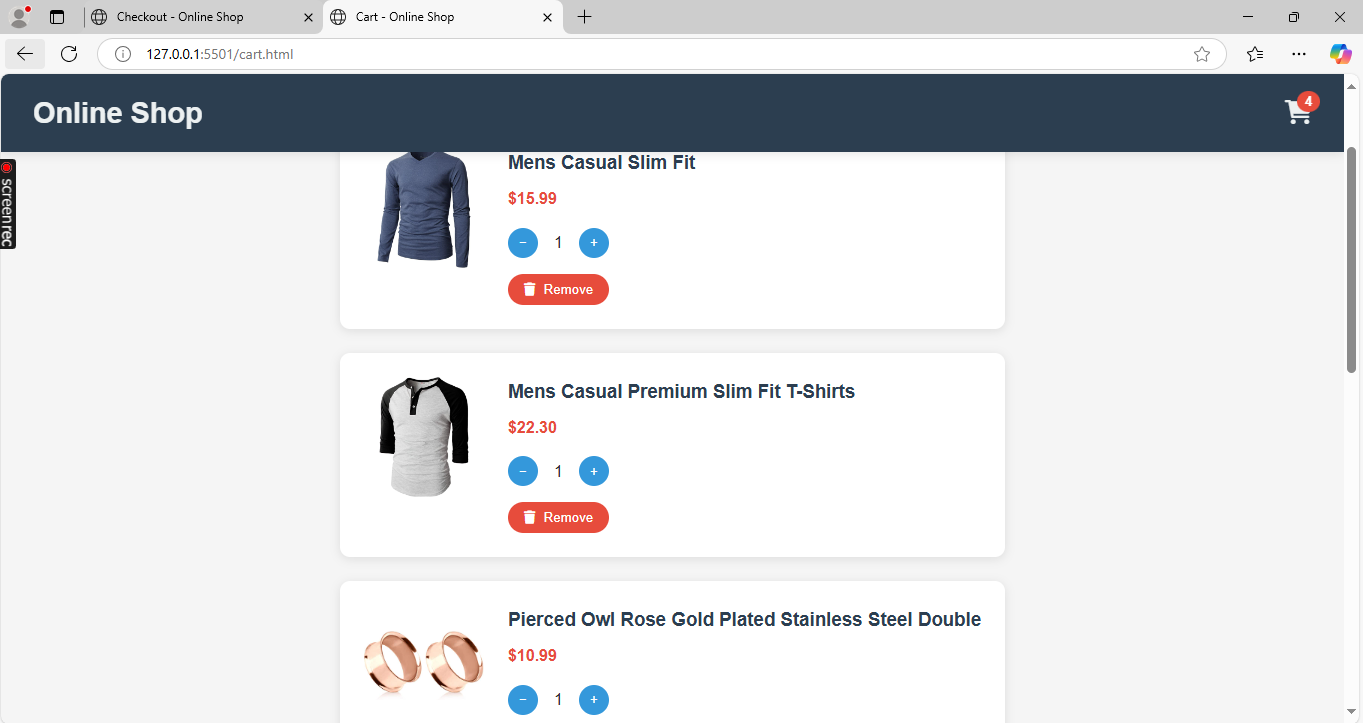 Checkout - Online Shop
Cart - Online Shop
127.0.0.1:5501/cart.html
Online Shop
4
screenrec
Mens Casual Slim Fit
$15.99
− 1 +
Remove
Mens Casual Premium Slim Fit T-Shirts
$22.30
− 1 +
Remove
Pierced Owl Rose Gold Plated Stainless Steel Double
$10.99
− 1 +